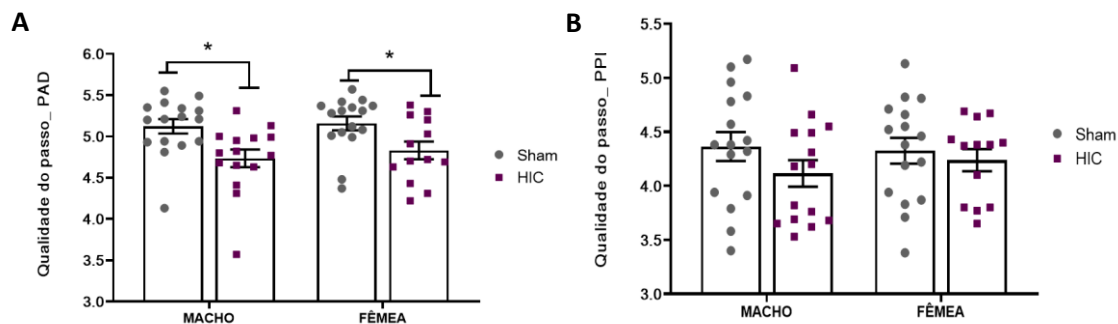 A
Qualidade do passo_ PAD
6.0
5.5
5.0
4.5
4.0
3.5
3.0
*
*
MACHO
FÊMEA
Sham
HIC
B
Qualidade do passo_ PPI
5.5
5.0
4.5
4.0
3.5
3.0
MACHO
FÊMEA
Sham
HIC